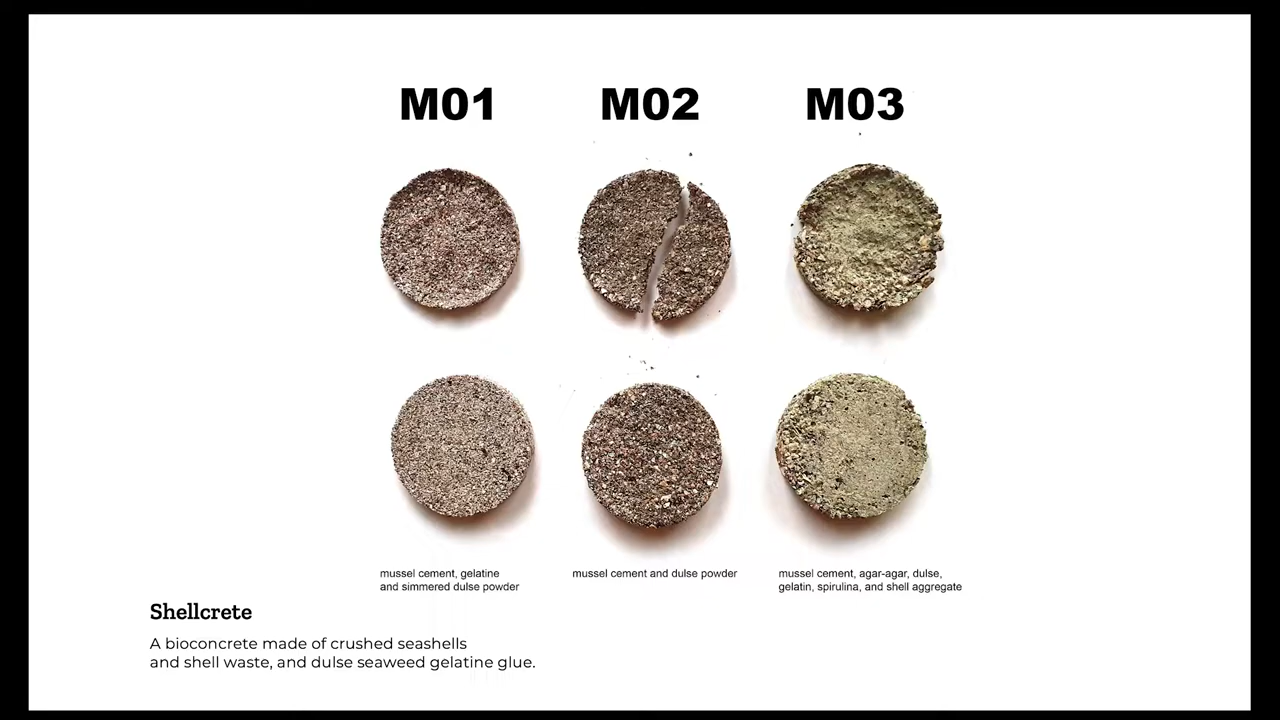 M01 M02 M03
mussel cement, gelatine
and simmered dulse powder
mussel cement and dulse powder
mussel cement, agar-agar, dulse,
gelatin, spirulina, and shell aggregate
Shellcrete
A bioconcrete made of crushed seashells
and shell waste, and dulse seaweed gelatine glue.